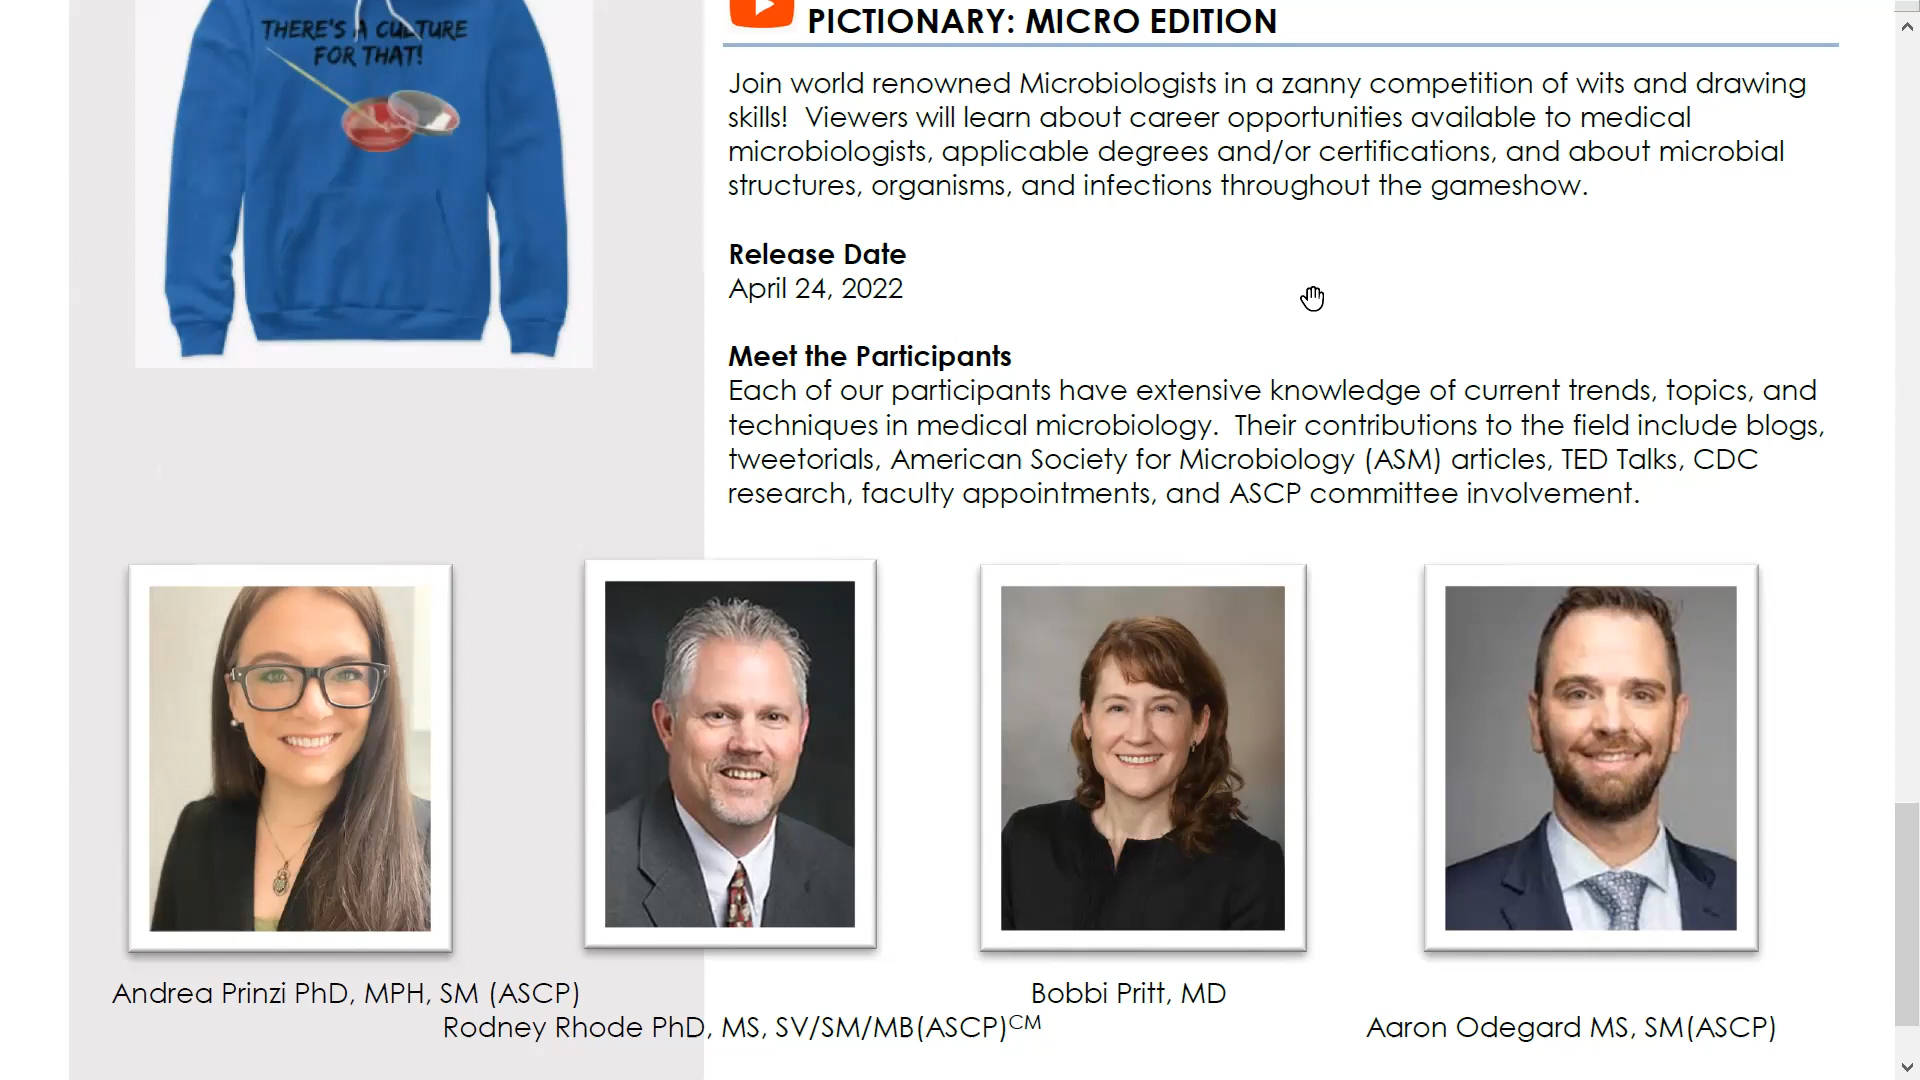 THERE'S A CULTURE
FOR THAT!
PICTIONARY: MICRO EDITION
Join world renowned Microbiologists in a zanny competition of wits and drawing
skills!  Viewers will learn about career opportunities available to medical
microbiologists, applicable degrees and/or certifications, and about microbial
structures, organisms, and infections throughout the gameshow.
Release Date
April 24, 2022
Meet the Participants
Each of our participants have extensive knowledge of current trends, topics, and
techniques in medical microbiology.  Their contributions to the field include blogs,
tweetorials, American Society for Microbiology (ASM) articles, TED Talks, CDC
research, faculty appointments, and ASCP committee involvement.
Andrea Prinzi PhD, MPH, SM (ASCP)
Rodney Rhode PhD, MS, SV/SM/MB(ASCP)CM
Bobbi Pritt, MD
Aaron Odegard MS, SM(ASCP)